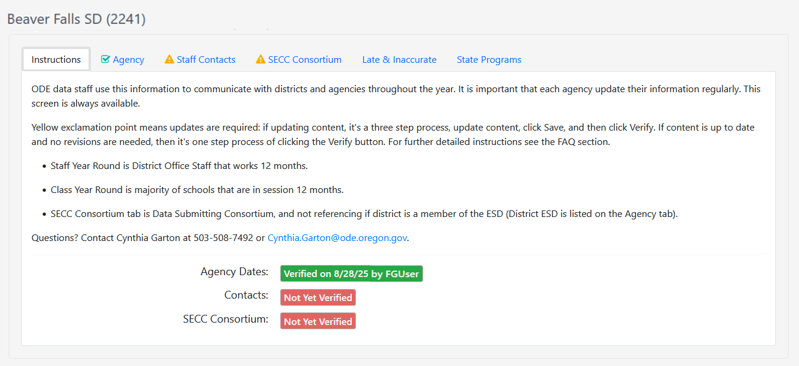 Beaver Falls SD (2241)
Instructions
Agency
Staff Contacts
SECC Consortium
Late & Inaccurate
State Programs
ODE data staff use this information to communicate with districts and agencies throughout the year. It is important that each agency update their information regularly. This
screen is always available.
Yellow exclamation point means updates are required: if updating content, it's a three step process, update content, click Save, and then click Verify. If content is up to date
and no revisions are needed, then it's one step process of clicking the Verify button. For further detailed instructions see the FAQ section.
• Staff Year Round is District Office Staff that works 12 months.
• Class Year Round is majority of schools that are in session 12 months.
• SECC Consortium tab is Data Submitting Consortium, and not referencing if district is a member of the ESD (District ESD is listed on the Agency tab).
Questions? Contact Cynthia Garton at 503-508-7492 or Cynthia.Garton@ode.oregon.gov.
Agency Dates: Verified on 8/28/25 by FGUser
Contacts: Not Yet Verified
SECC Consortium: Not Yet Verified